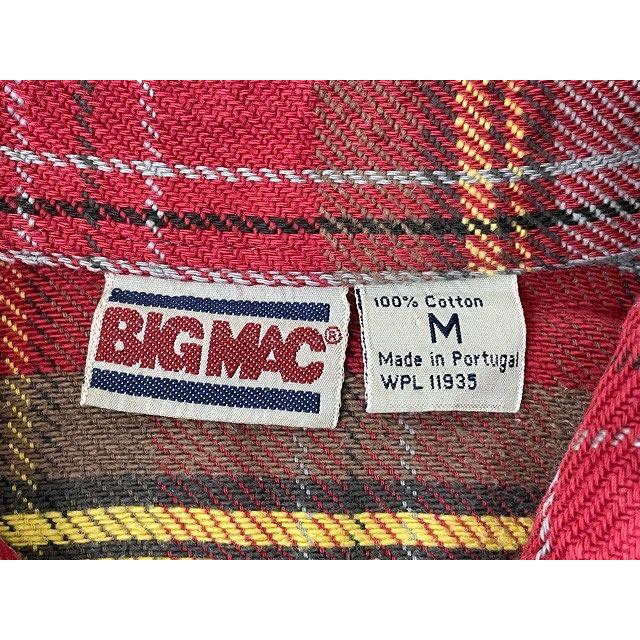 BIG MAC®
100% Cotton
M
Made in Portugal
WPL 11935